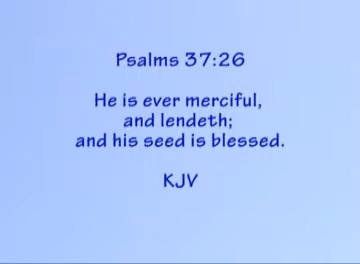 Psalms 37:26
He is ever merciful,
and lendeth;
and his seed is blessed.
KJV